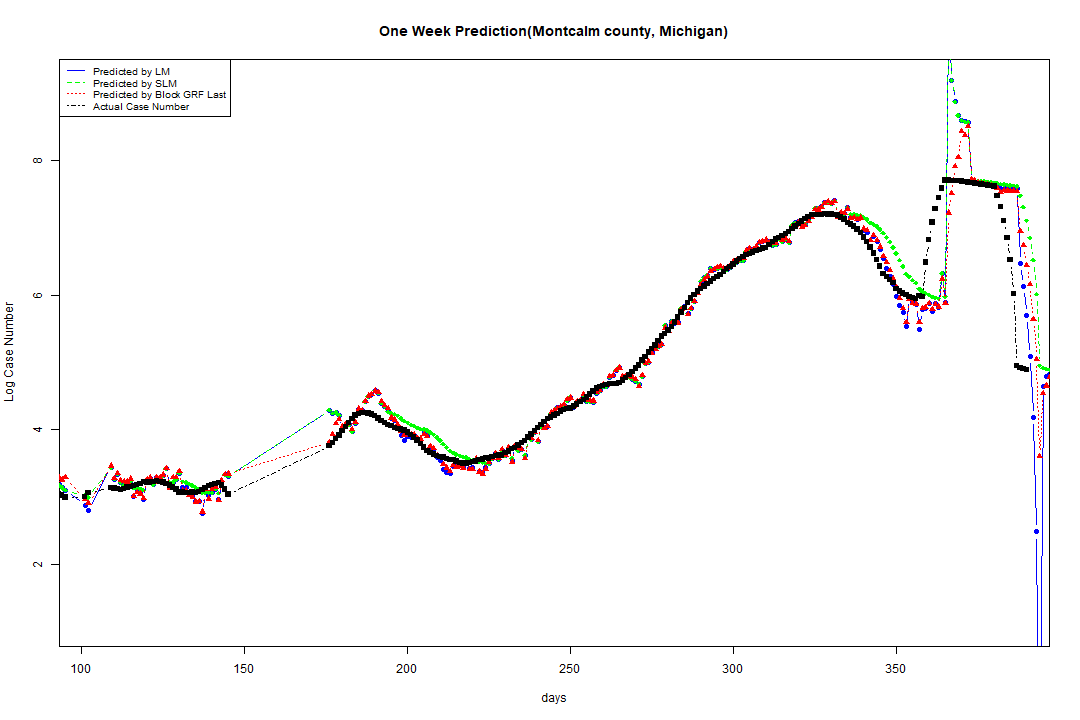 One Week Prediction(Montcalm county, Michigan)
Predicted by LM
Predicted by SLM
Predicted by Block GRF Last
Actual Case Number
Log Case Number
8
6
4
2
100 150 200 250 300 350
days